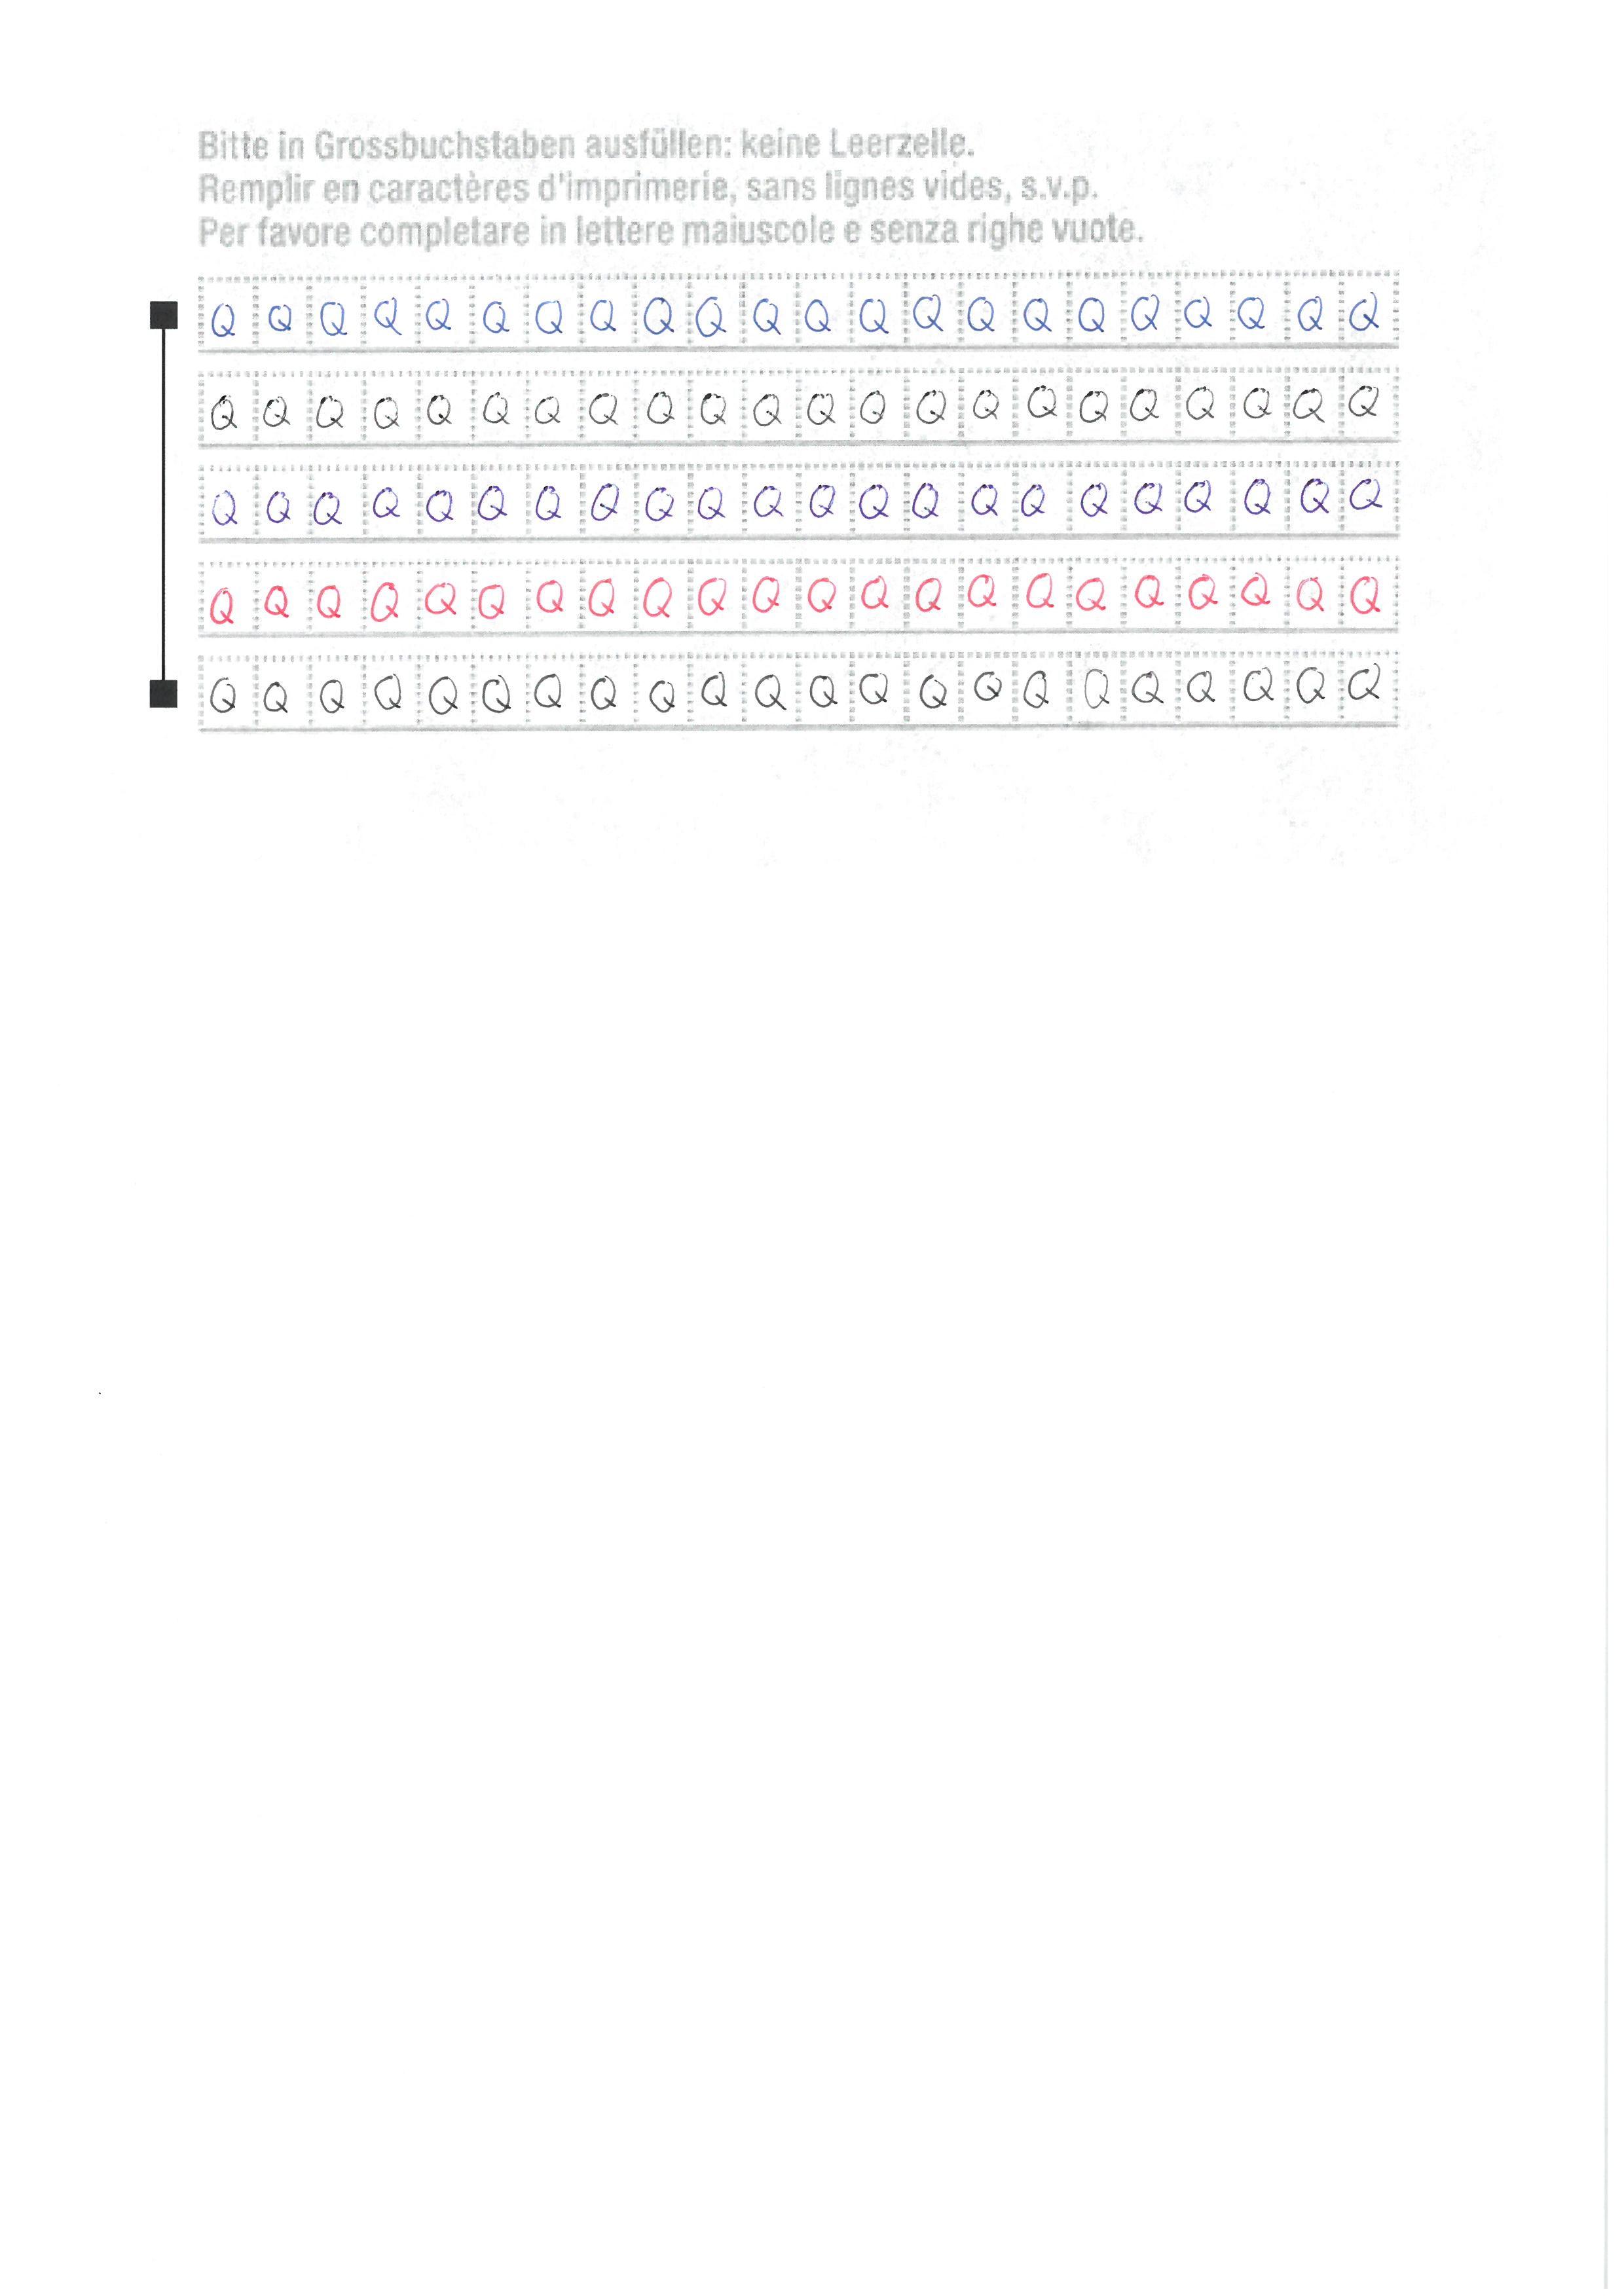 Bitte in Grossbuchstaben ausfüllen: keine Leerzelle.
Remplir en caractères d'imprimerie, sans lignes vides, s.v.p.
Per favore completare in lettere maiuscole e senza righe vuote.
Q Q Q Q Q Q Q Q Q Q Q Q Q Q Q Q Q Q Q Q Q Q
Q Q Q Q Q Q Q Q Q Q Q Q Q Q Q Q Q Q Q Q Q Q
Q Q Q Q Q Q Q Q Q Q Q Q Q Q Q Q Q Q Q Q Q Q
Q Q Q Q Q Q Q Q Q Q Q Q Q Q Q Q Q Q Q Q Q Q
Q Q Q Q Q Q Q Q Q Q Q Q Q Q Q Q Q Q Q Q Q Q